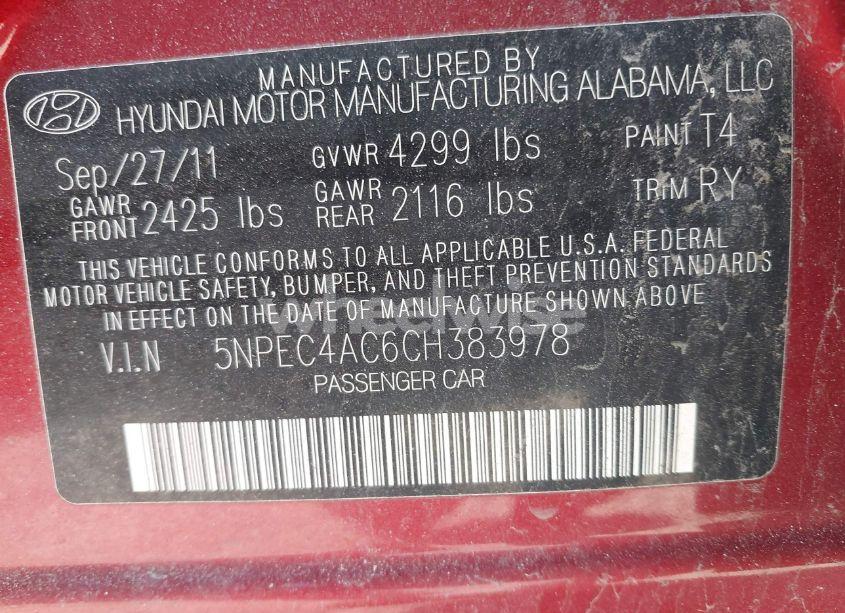 MANUFACTURED BY
HYUNDAI MOTOR MANUFACTURING ALABAMA, LLC
Sep/27/11 GVWR 4299 lbs PAINT T4
GAWR FRONT 2425 lbs GAWR REAR 2116 lbs TRIM RY
THIS VEHICLE CONFORMS TO ALL APPLICABLE U.S.A. FEDERAL
MOTOR VEHICLE SAFETY, BUMPER, AND THEFT PREVENTION STANDARDS
IN EFFECT ON THE DATE OF MANUFACTURE SHOWN ABOVE
wheelwise
V.I.N 5NPEC4AC6CH383978
PASSENGER CAR